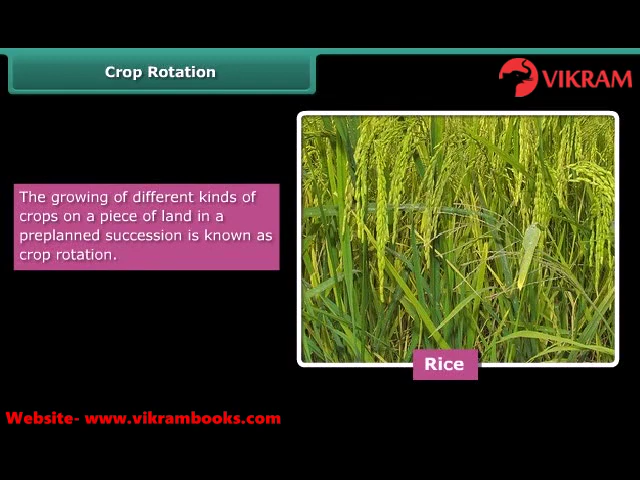 Crop Rotation
VIKRAM
The growing of different kinds of
crops on a piece of land in a
preplanned succession is known as
crop rotation.
Rice
Website- www.vikrambooks.com